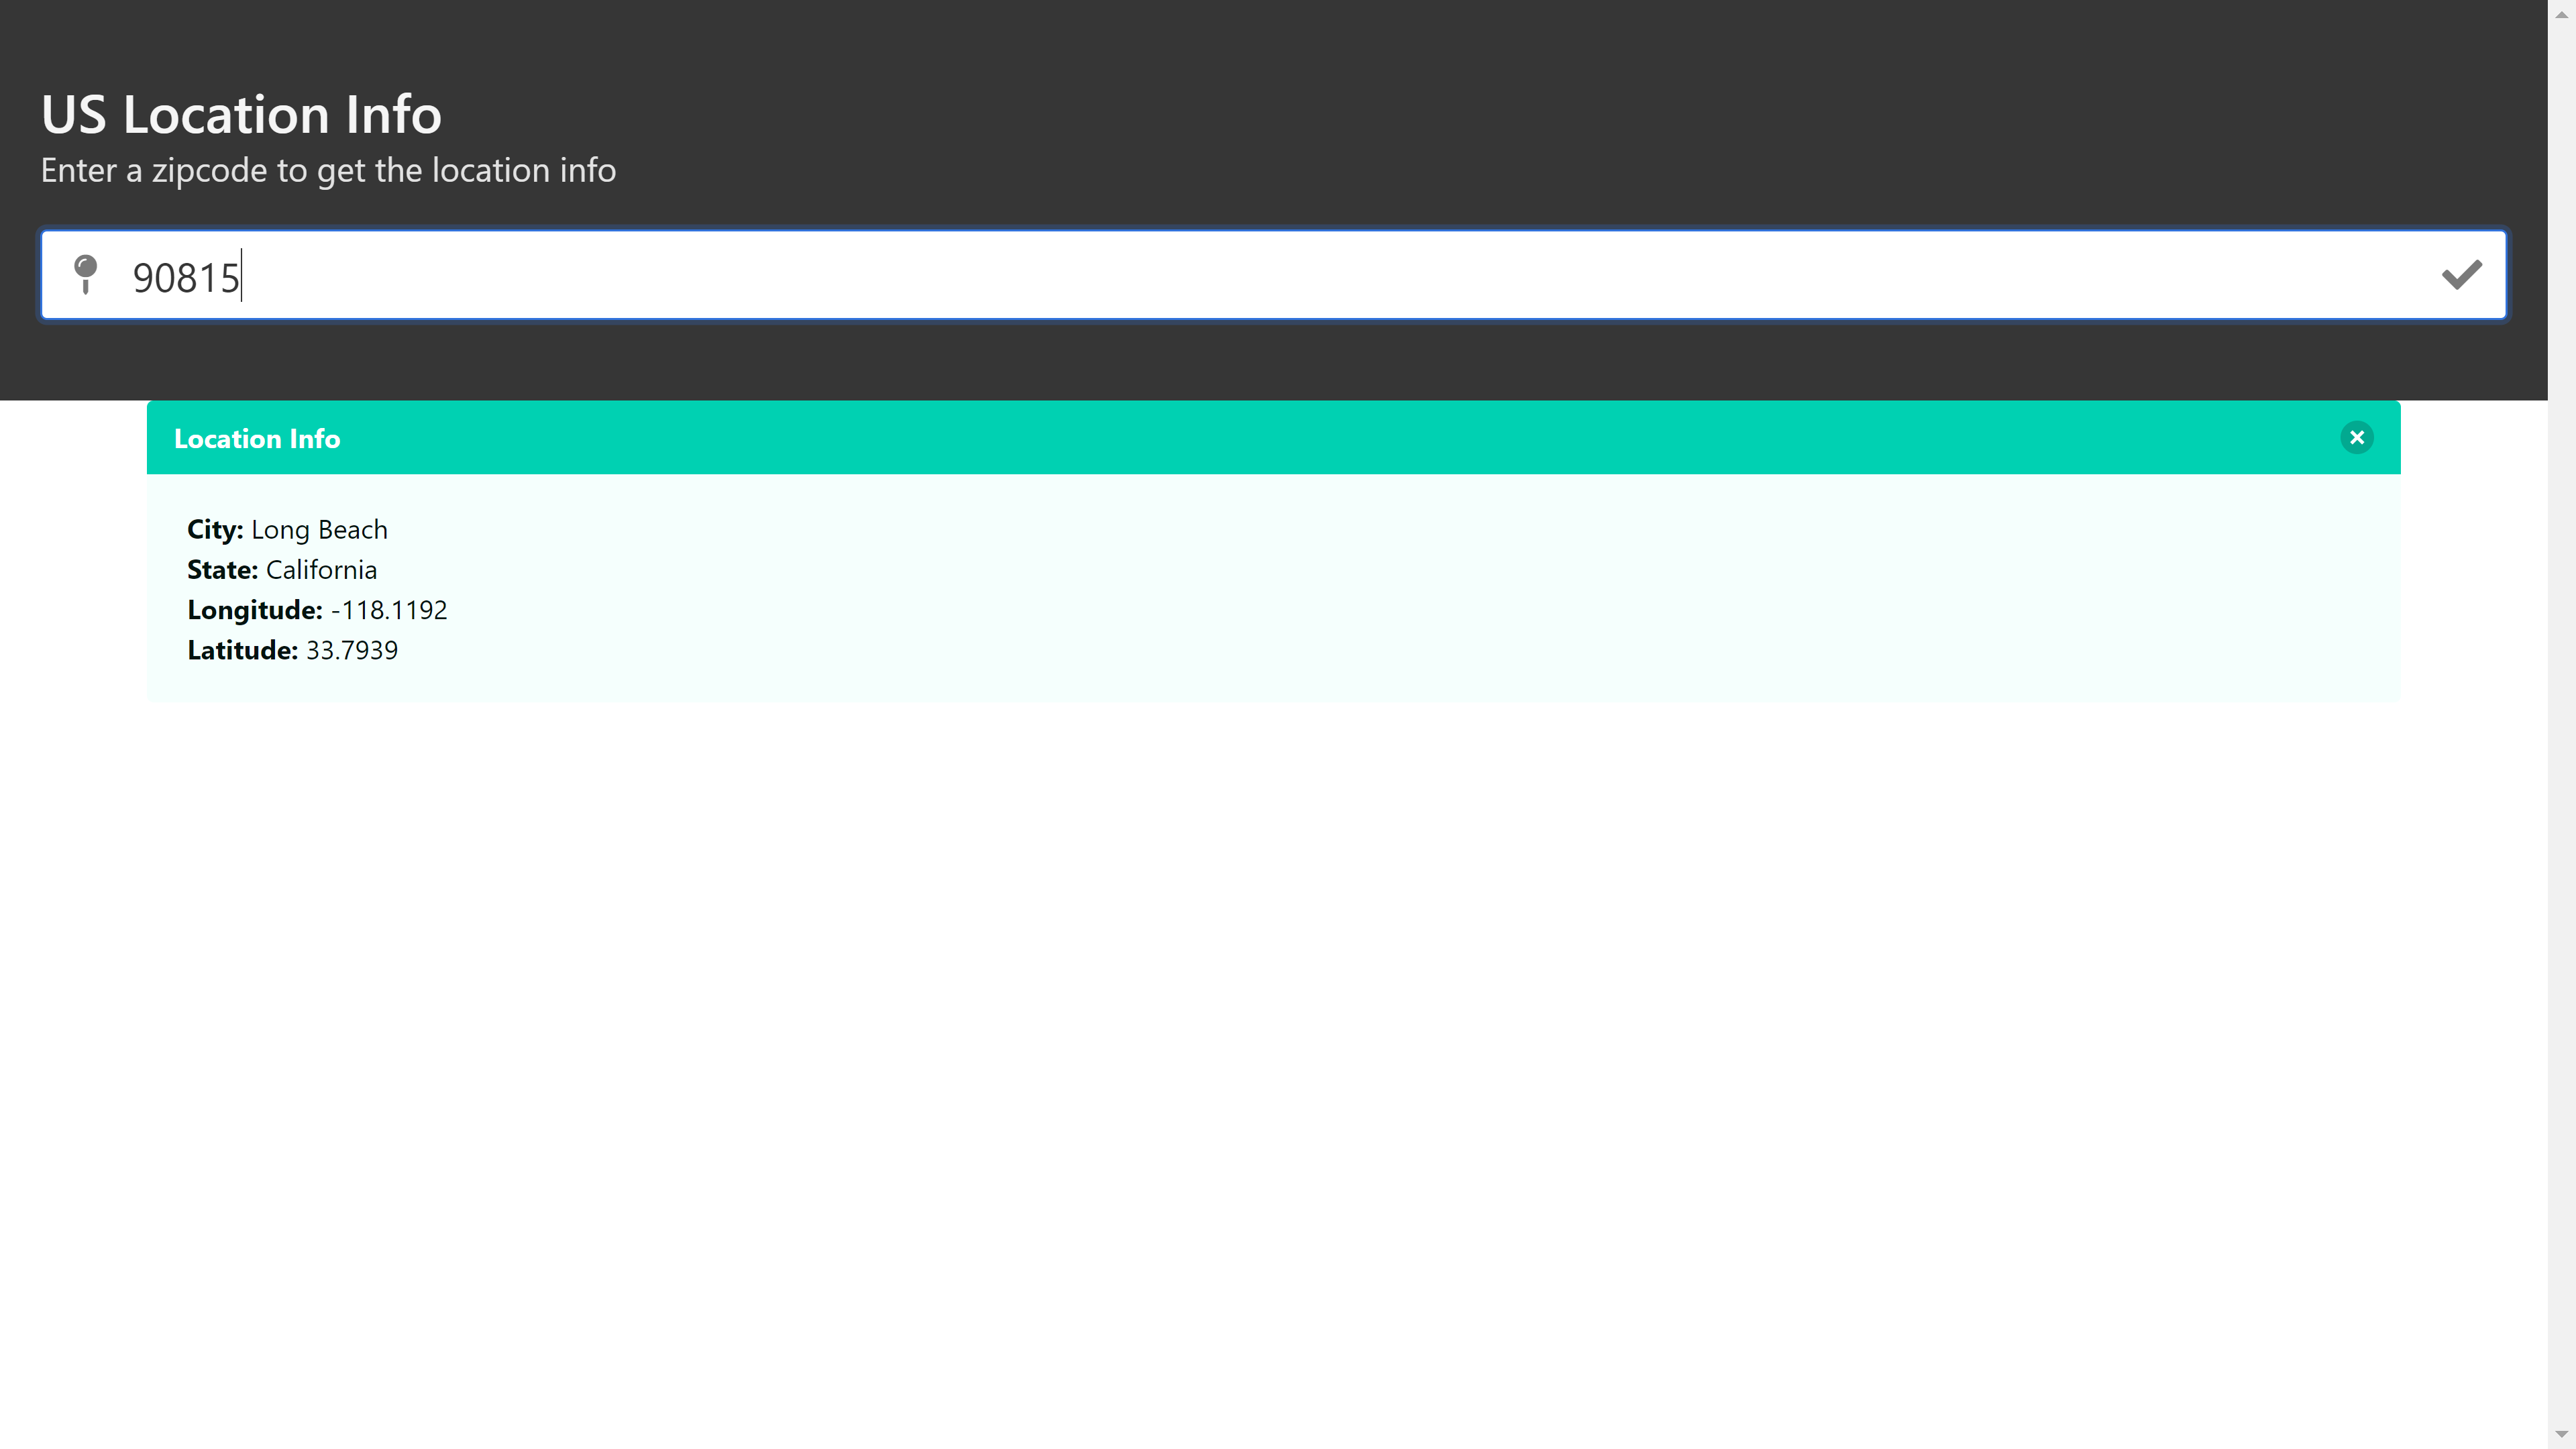 US Location Info
Enter a zipcode to get the location info
90815
Location Info
City: Long Beach
State: California
Longitude: -118.1192
Latitude: 33.7939